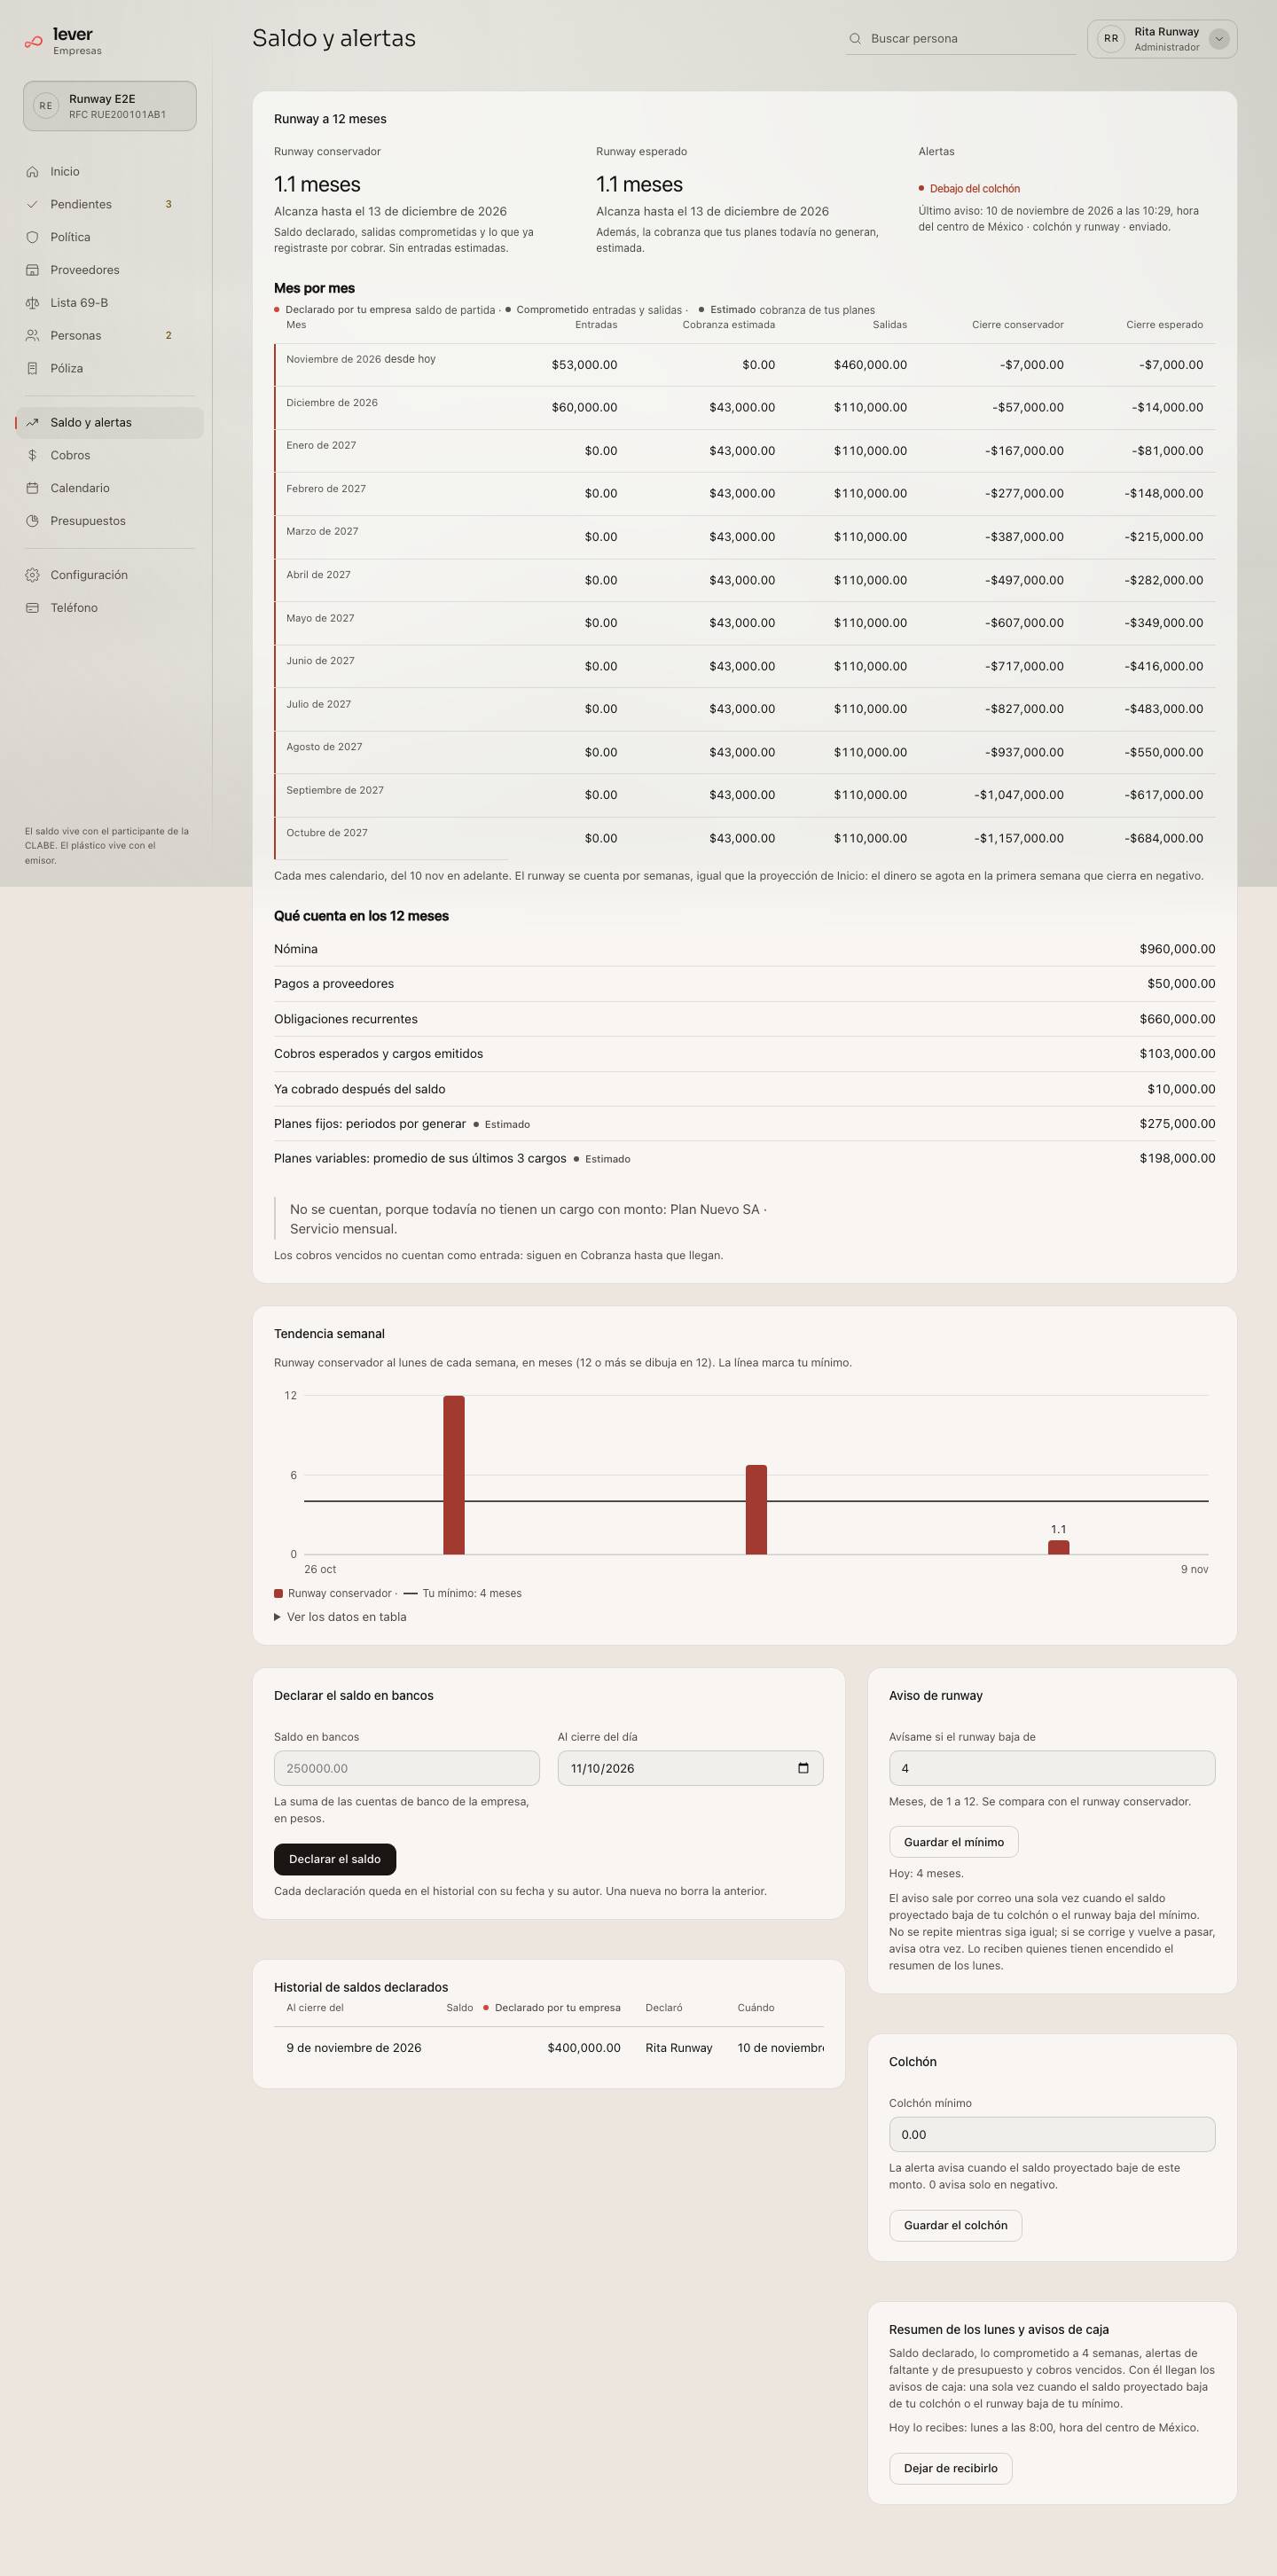 lever
Empresas
RE
Runway E2E
RFC RUE200101AB1
Inicio
Pendientes 3
Política
Proveedores
Lista 69-B
Personas 2
Póliza
Saldo y alertas
Cobros
Calendario
Presupuestos
Configuración
Teléfono
El saldo vive con el participante de la
CLABE. El plástico vive con el
emisor.
Saldo y alertas
Buscar persona
RR
Rita Runway
Administrador
Runway a 12 meses
Runway conservador
1.1 meses
Alcanza hasta el 13 de diciembre de 2026
Saldo declarado, salidas comprometidas y lo que ya
registraste por cobrar. Sin entradas estimadas.
Runway esperado
1.1 meses
Alcanza hasta el 13 de diciembre de 2026
Además, la cobranza que tus planes todavía no generan,
estimada.
Alertas
Debajo del colchón
Último aviso: 10 de noviembre de 2026 a las 10:29, hora
del centro de México · colchón y runway · enviado.
Mes por mes
Declarado por tu empresa saldo de partida · Comprometido entradas y salidas · Estimado cobranza de tus planes
Mes Entradas Cobranza estimada Salidas Cierre conservador Cierre esperado
Noviembre de 2026 desde hoy $53,000.00 $0.00 $460,000.00 -$7,000.00 -$7,000.00
Diciembre de 2026 $60,000.00 $43,000.00 $110,000.00 -$57,000.00 -$14,000.00
Enero de 2027 $0.00 $43,000.00 $110,000.00 -$167,000.00 -$81,000.00
Febrero de 2027 $0.00 $43,000.00 $110,000.00 -$277,000.00 -$148,000.00
Marzo de 2027 $0.00 $43,000.00 $110,000.00 -$387,000.00 -$215,000.00
Abril de 2027 $0.00 $43,000.00 $110,000.00 -$497,000.00 -$282,000.00
Mayo de 2027 $0.00 $43,000.00 $110,000.00 -$607,000.00 -$349,000.00
Junio de 2027 $0.00 $43,000.00 $110,000.00 -$717,000.00 -$416,000.00
Julio de 2027 $0.00 $43,000.00 $110,000.00 -$827,000.00 -$483,000.00
Agosto de 2027 $0.00 $43,000.00 $110,000.00 -$937,000.00 -$550,000.00
Septiembre de 2027 $0.00 $43,000.00 $110,000.00 -$1,047,000.00 -$617,000.00
Octubre de 2027 $0.00 $43,000.00 $110,000.00 -$1,157,000.00 -$684,000.00
Cada mes calendario, del 10 nov en adelante. El runway se cuenta por semanas, igual que la proyección de Inicio: el dinero se agota en la primera semana que cierra en negativo.
Qué cuenta en los 12 meses
Nómina $960,000.00
Pagos a proveedores $50,000.00
Obligaciones recurrentes $660,000.00
Cobros esperados y cargos emitidos $103,000.00
Ya cobrado después del saldo $10,000.00
Planes fijos: periodos por generar Estimado $275,000.00
Planes variables: promedio de sus últimos 3 cargos Estimado $198,000.00
No se cuentan, porque todavía no tienen un cargo con monto: Plan Nuevo SA ·
Servicio mensual.
Los cobros vencidos no cuentan como entrada: siguen en Cobranza hasta que llegan.
Tendencia semanal
Runway conservador al lunes de cada semana, en meses (12 o más se dibuja en 12). La línea marca tu mínimo.
12
6
1.1
0
26 oct 9 nov
Runway conservador · Tu mínimo: 4 meses
Ver los datos en tabla
Declarar el saldo en bancos
Saldo en bancos Al cierre del día
250000.00 11/10/2026
La suma de las cuentas de banco de la empresa,
en pesos.
Declarar el saldo
Cada declaración queda en el historial con su fecha y su autor. Una nueva no borra la anterior.
Historial de saldos declarados
Al cierre del Saldo Declarado por tu empresa Declaró Cuándo
9 de noviembre de 2026 $400,000.00 Rita Runway 10 de noviembre
Aviso de runway
Avísame si el runway baja de
4
Meses, de 1 a 12. Se compara con el runway conservador.
Guardar el mínimo
Hoy: 4 meses.
El aviso sale por correo una sola vez cuando el saldo
proyectado baja de tu colchón o el runway baja del mínimo.
No se repite mientras siga igual; si se corrige y vuelve a pasar,
avisa otra vez. Lo reciben quienes tienen encendido el
resumen de los lunes.
Colchón
Colchón mínimo
0.00
La alerta avisa cuando el saldo proyectado baje de este
monto. 0 avisa solo en negativo.
Guardar el colchón
Resumen de los lunes y avisos de caja
Saldo declarado, lo comprometido a 4 semanas, alertas de
faltante y de presupuesto y cobros vencidos. Con él llegan los
avisos de caja: una sola vez cuando el saldo proyectado baja
de tu colchón o el runway baja de tu mínimo.
Hoy lo recibes: lunes a las 8:00, hora del centro de México.
Dejar de recibirlo